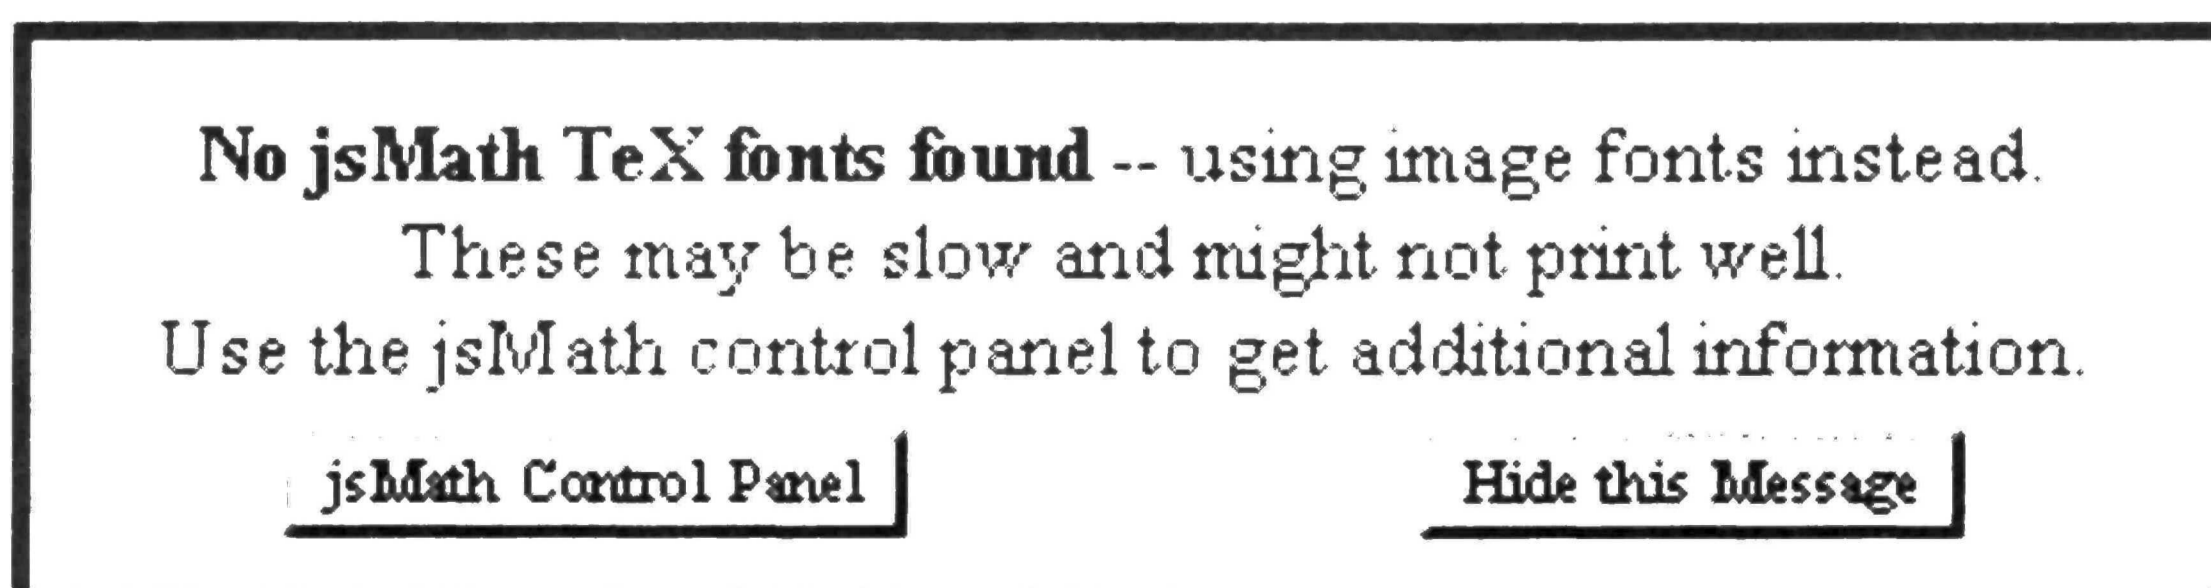 No jsMath TeX fonts found -- using image fonts instead.
These may be slow and might not print well.
Use the jsMath control panel to get additional information.
jsMath Control Panel
Hide this Message